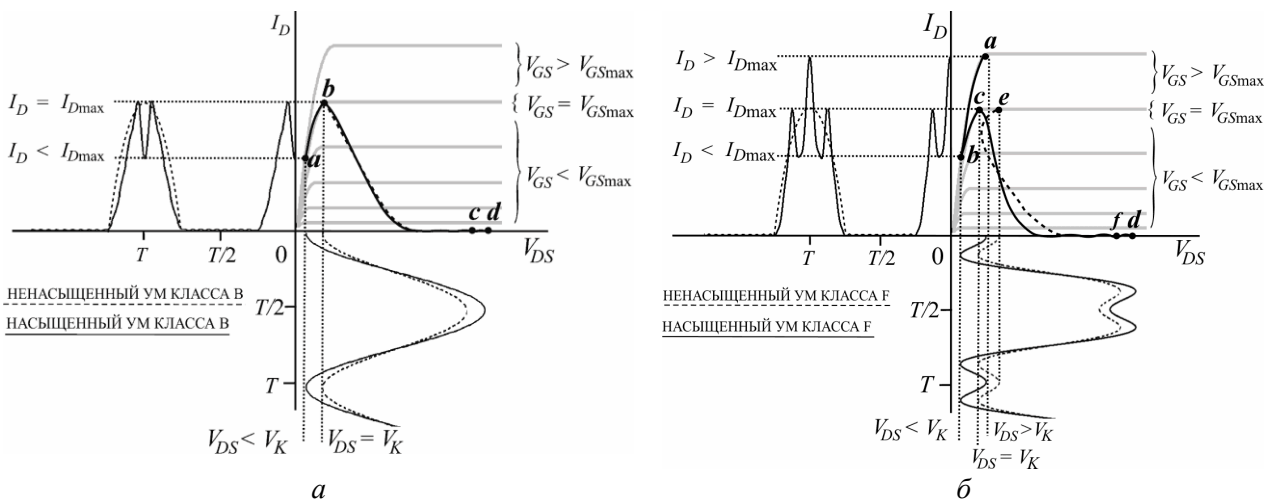 I_D
I_D = I_Dmax
I_D < I_Dmax
b
a
c d
V_GS > V_GSmax
V_GS = V_GSmax
V_GS < V_GSmax
T
T/2
0
V_DS
НЕНАСЫЩЕННЫЙ УМ КЛАССА В
НАСЫЩЕННЫЙ УМ КЛАССА В
T/2
T
V_DS < V_K
V_DS = V_K
а
I_D
I_D > I_Dmax
I_D = I_Dmax
I_D < I_Dmax
a
c e
b
f d
V_GS > V_GSmax
V_GS = V_GSmax
V_GS < V_GSmax
T
T/2
0
V_DS
НЕНАСЫЩЕННЫЙ УМ КЛАССА F
НАСЫЩЕННЫЙ УМ КЛАССА F
T/2
T
V_DS < V_K
V_DS > V_K
V_DS = V_K
б